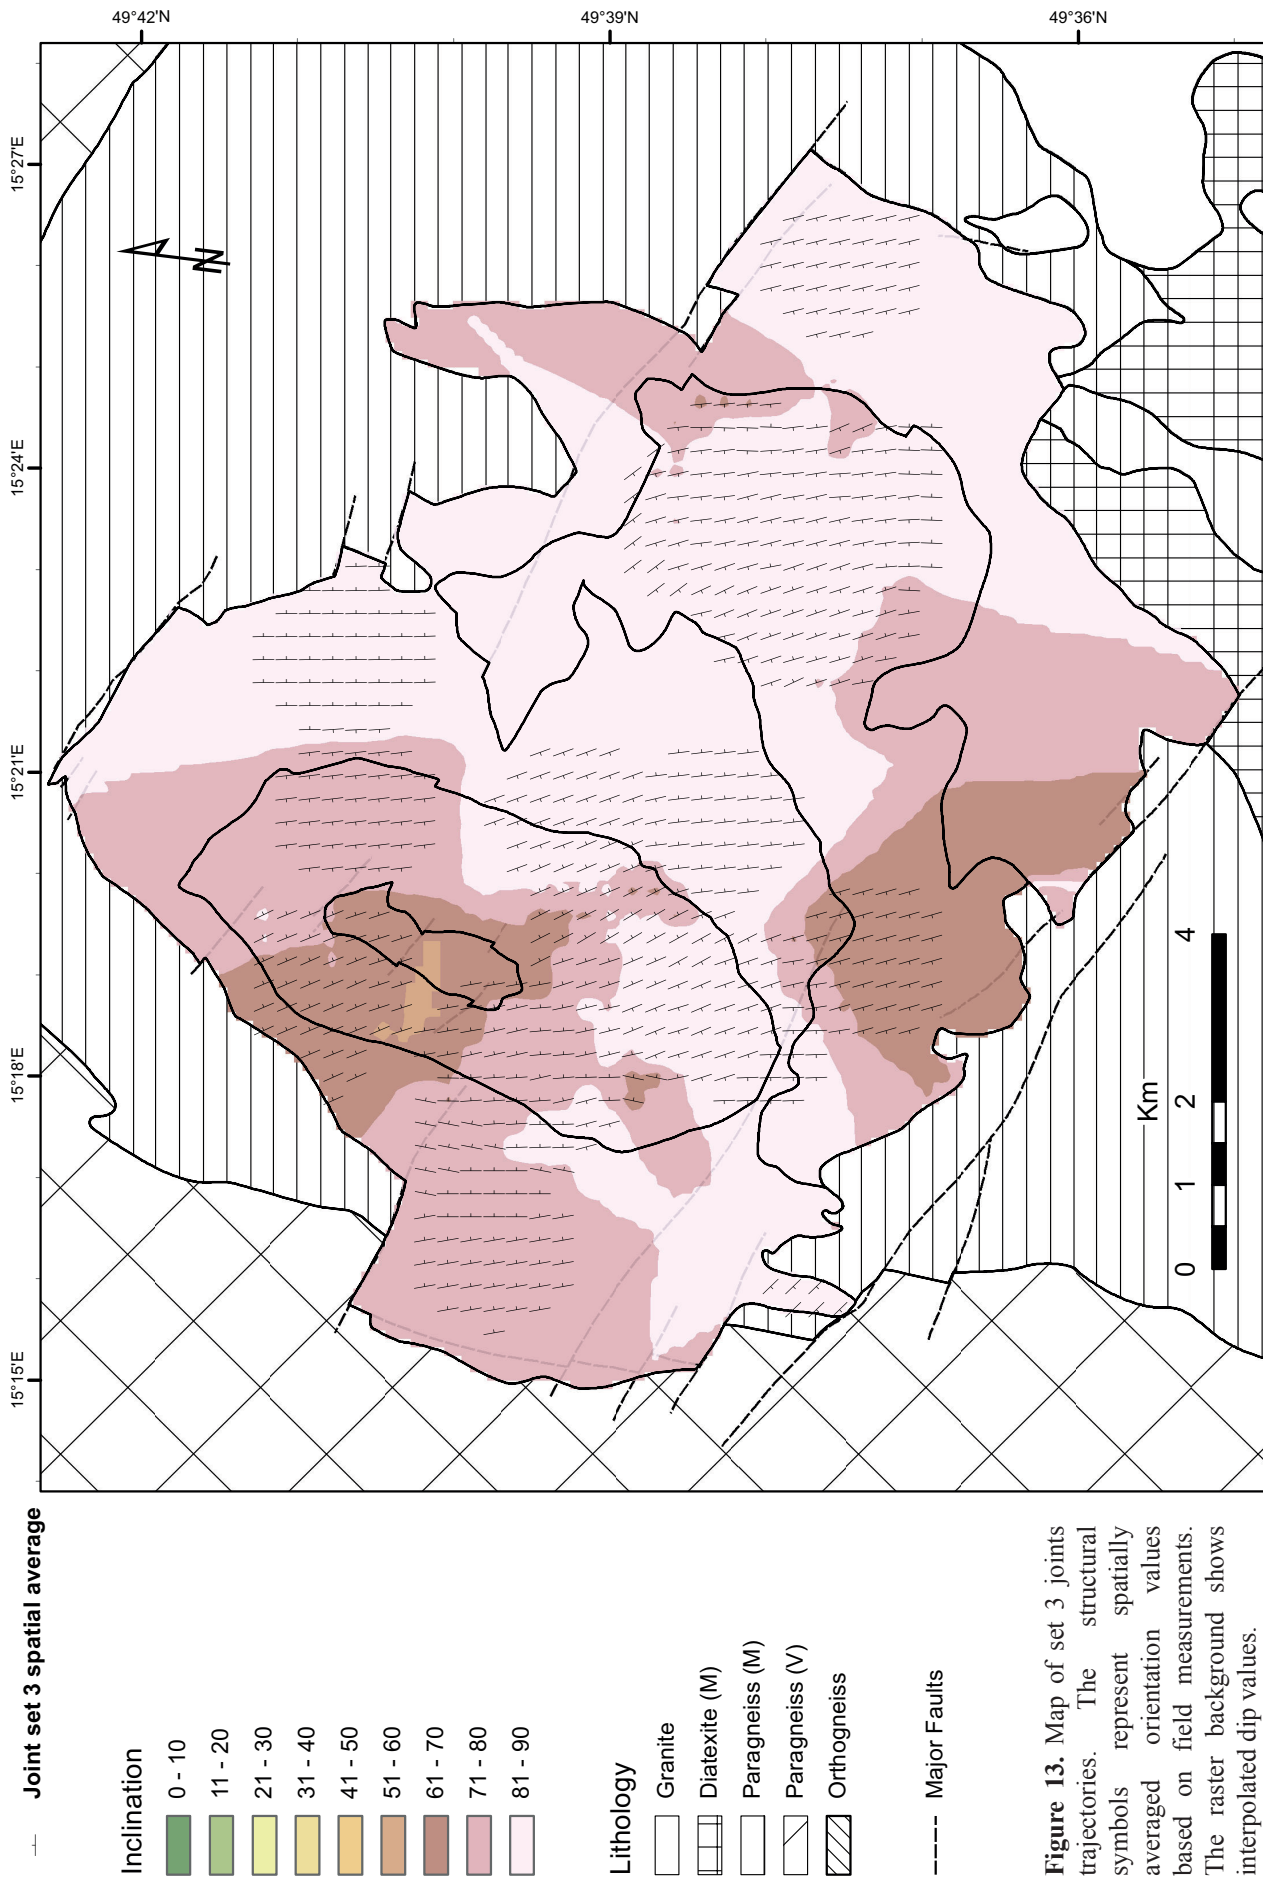 49°42'N
49°39'N
49°36'N
15°27'E
15°24'E
15°21'E
15°18'E
15°15'E
N
Km
0 1 2 4
Joint set 3 spatial average
Inclination
0 - 10
11 - 20
21 - 30
31 - 40
41 - 50
51 - 60
61 - 70
71 - 80
81 - 90
Lithology
Granite
Diatexite (M)
Paragneiss (M)
Paragneiss (V)
Orthogneiss
Major Faults
Figure 13. Map of set 3 joints
trajectories. The structural
symbols represent spatially
averaged orientation values
based on field measurements.
The raster background shows
interpolated dip values.